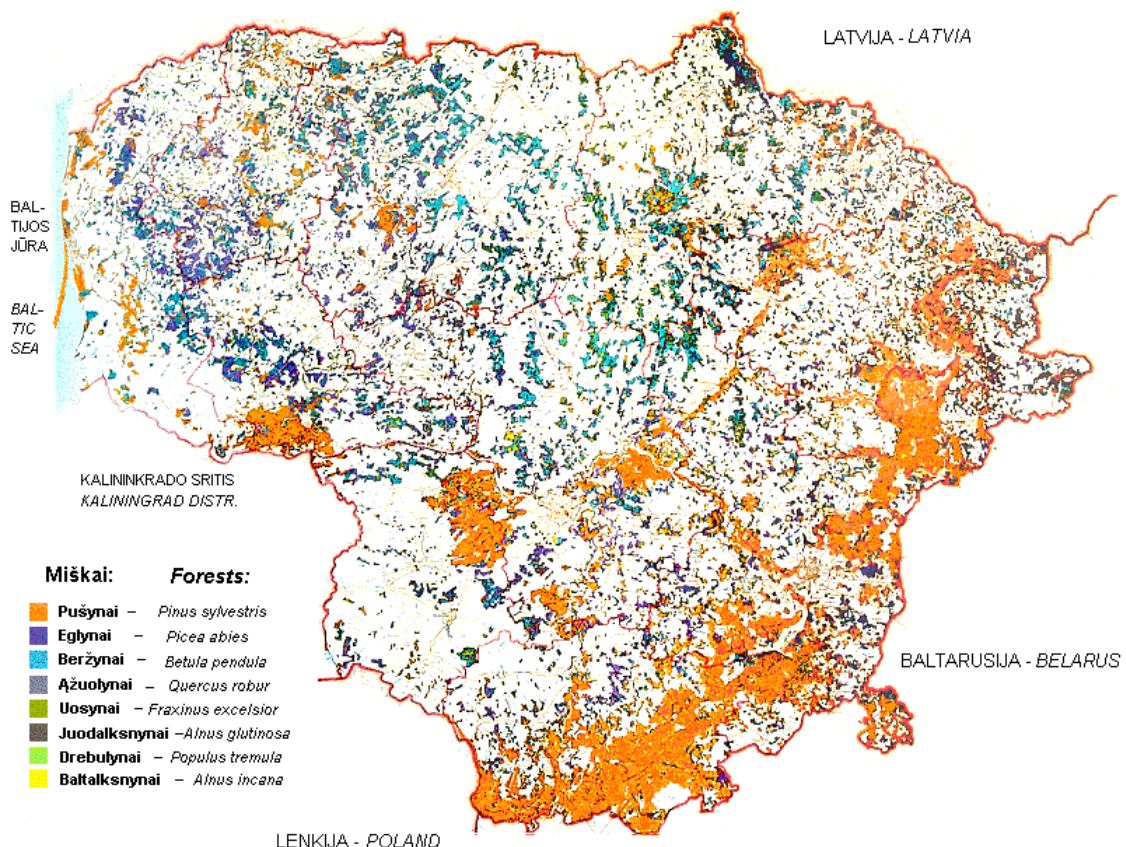 LATVIJA - LATVIA
BAL-
TIJOS
JŪRA
BAL-
TIC
SEA
KALININKRADO SRITIS
KALININGRAD DISTR.
Miškai: Forests:
Pušynai – Pinus sylvestris
Eglynai – Picea abies
Beržynai – Betula pendula
Ąžuolynai – Quercus robur
Uosynai – Fraxinus excelsior
Juodalksnynai – Alnus glutinosa
Drebulynai – Populus tremula
Baltalksnynai – Alnus incana
BALTARUSIJA - BELARUS
LENKIJA - POLAND